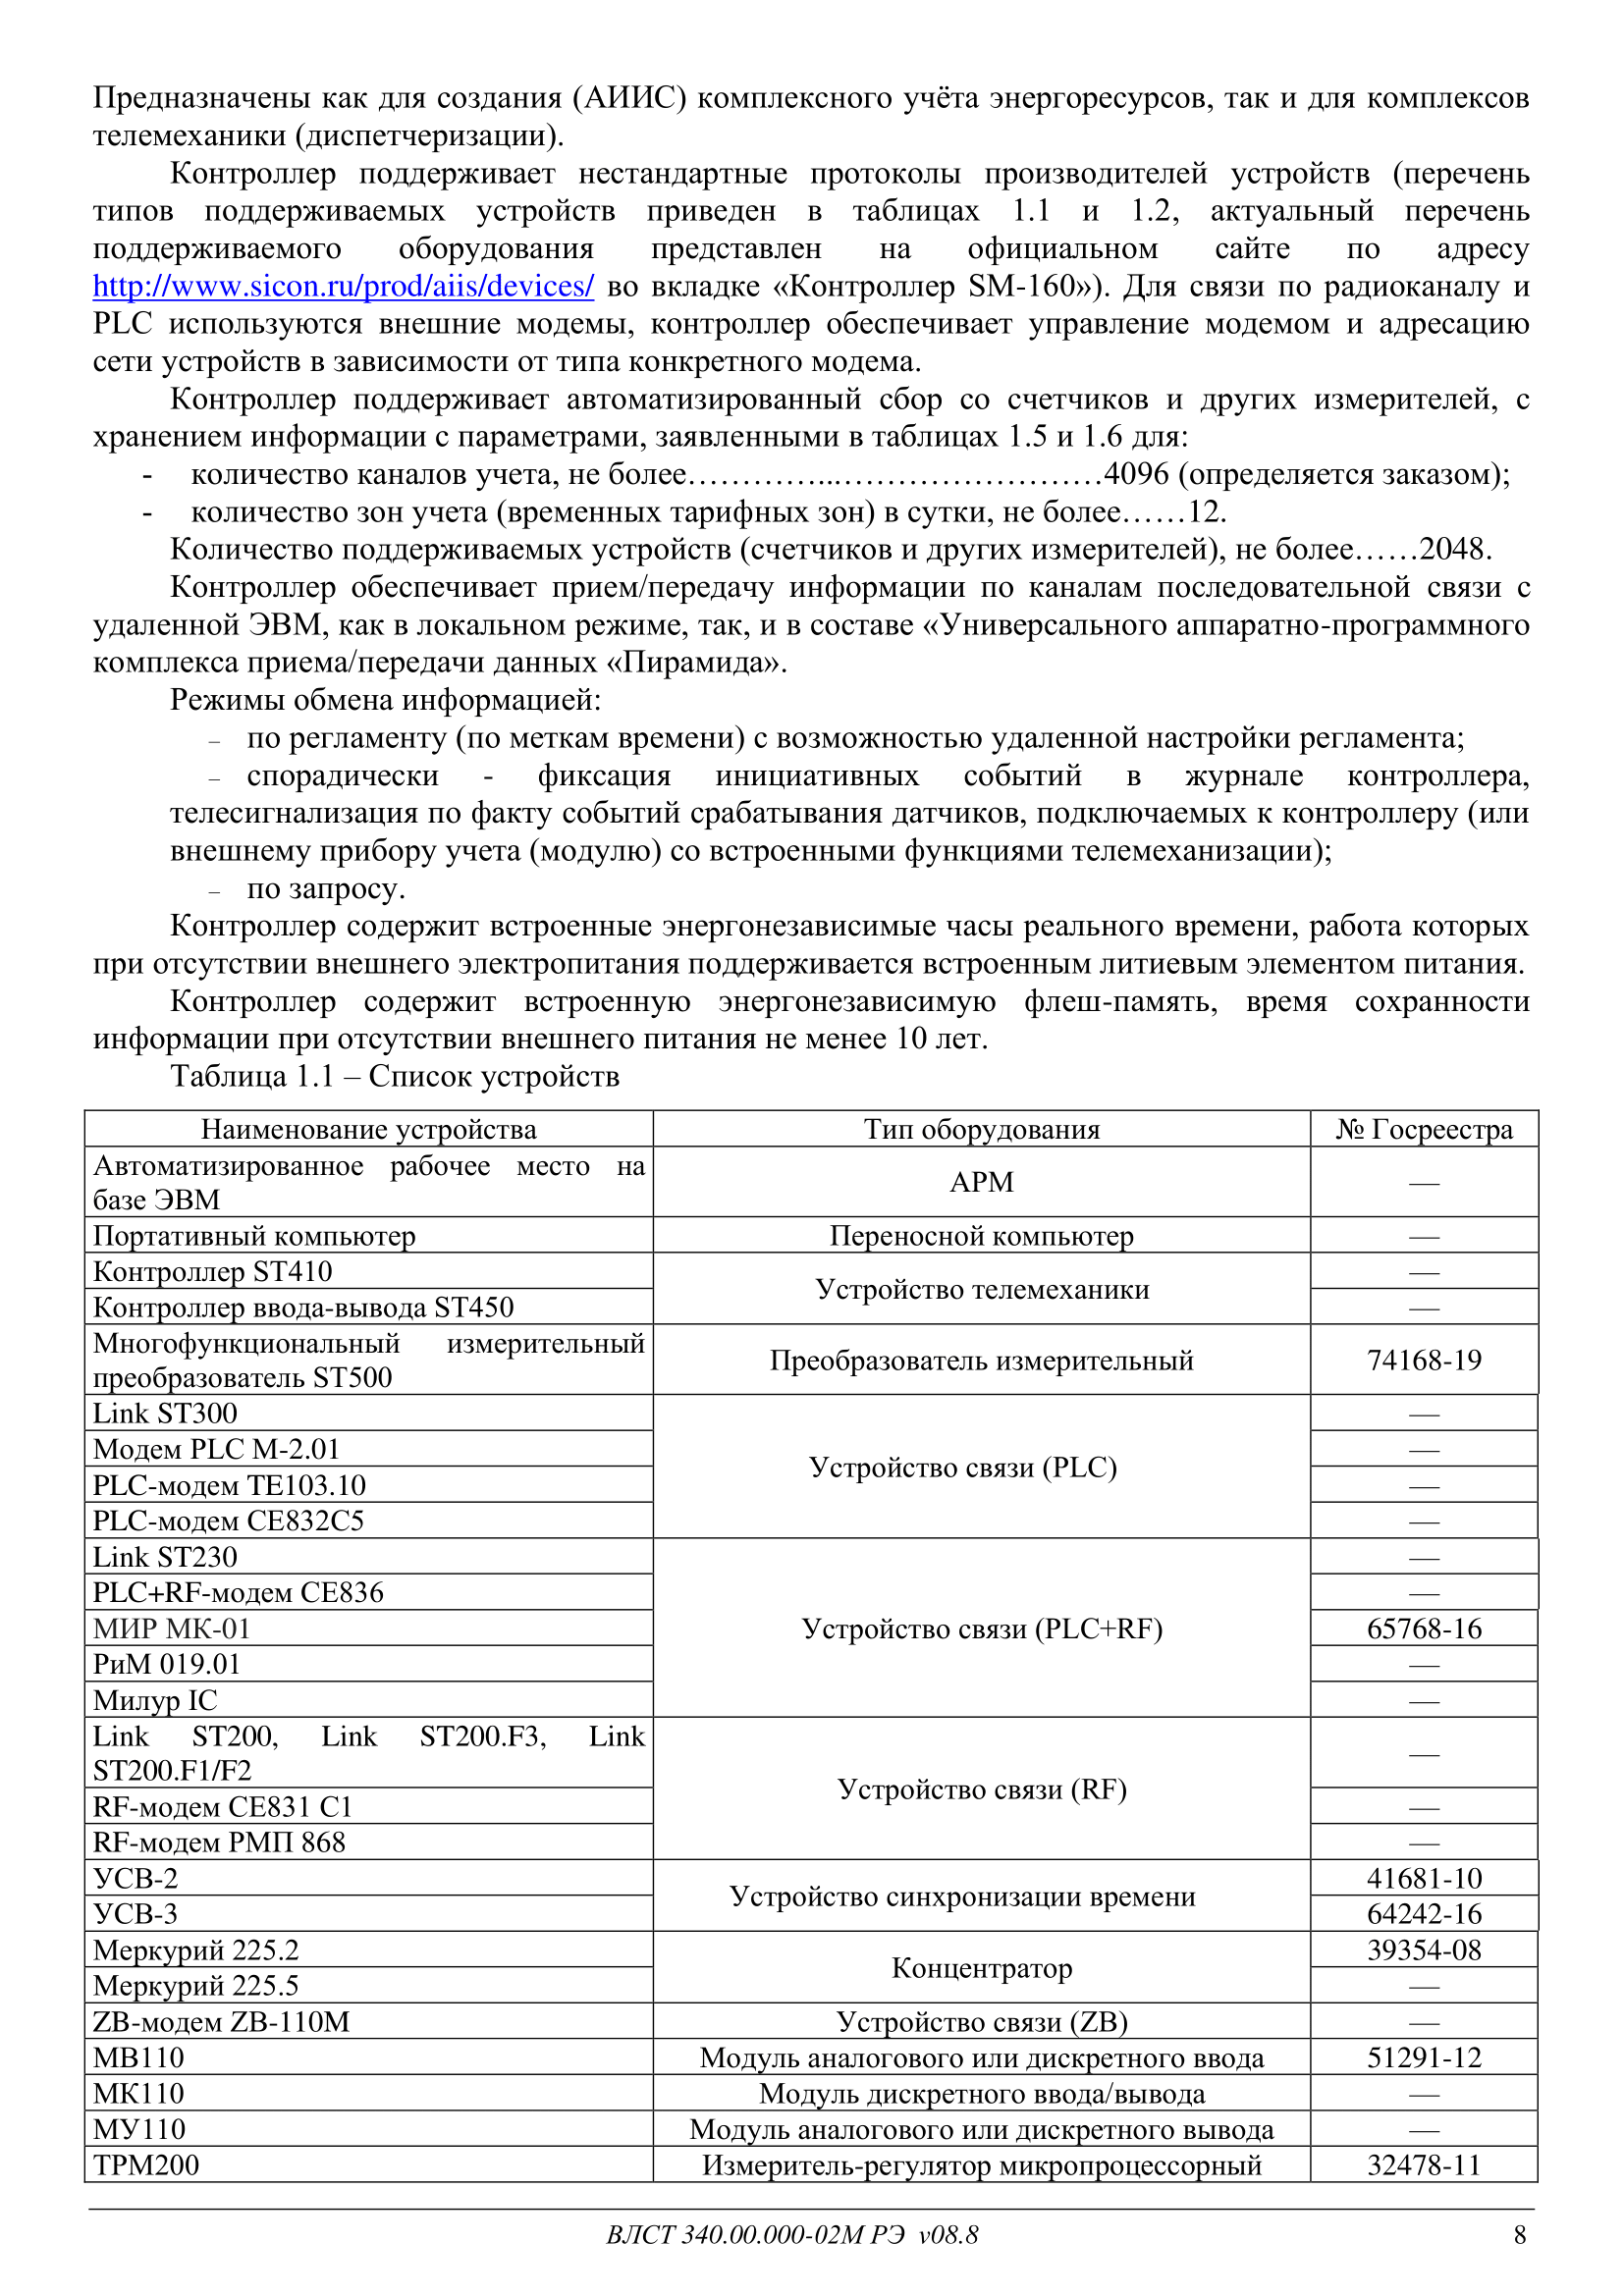 Предназначены как для создания (АИИС) комплексного учёта энергоресурсов, так и для комплексов
телемеханики (диспетчеризации).
Контроллер поддерживает нестандартные протоколы производителей устройств (перечень
типов поддерживаемых устройств приведен в таблицах 1.1 и 1.2, актуальный перечень
поддерживаемого оборудования представлен на официальном сайте по адресу
http://www.sicon.ru/prod/aiis/devices/ во вкладке «Контроллер SM-160»). Для связи по радиоканалу и
PLC используются внешние модемы, контроллер обеспечивает управление модемом и адресацию
сети устройств в зависимости от типа конкретного модема.
Контроллер поддерживает автоматизированный сбор со счетчиков и других измерителей, с
хранением информации с параметрами, заявленными в таблицах 1.5 и 1.6 для:
- количество каналов учета, не более…………..……………………4096 (определяется заказом);
- количество зон учета (временных тарифных зон) в сутки, не более……12.
Количество поддерживаемых устройств (счетчиков и других измерителей), не более……2048.
Контроллер обеспечивает прием/передачу информации по каналам последовательной связи с
удаленной ЭВМ, как в локальном режиме, так, и в составе «Универсального аппаратно-программного
комплекса приема/передачи данных «Пирамида».
Режимы обмена информацией:
– по регламенту (по меткам времени) с возможностью удаленной настройки регламента;
– спорадически - фиксация инициативных событий в журнале контроллера,
телесигнализация по факту событий срабатывания датчиков, подключаемых к контроллеру (или
внешнему прибору учета (модулю) со встроенными функциями телемеханизации);
– по запросу.
Контроллер содержит встроенные энергонезависимые часы реального времени, работа которых
при отсутствии внешнего электропитания поддерживается встроенным литиевым элементом питания.
Контроллер содержит встроенную энергонезависимую флеш-память, время сохранности
информации при отсутствии внешнего питания не менее 10 лет.
Таблица 1.1 – Список устройств
Наименование устройства Тип оборудования № Госреестра
Автоматизированное рабочее место на
базе ЭВМ АРМ —
Портативный компьютер Переносной компьютер —
Контроллер ST410 Устройство телемеханики —
Контроллер ввода-вывода ST450 —
Многофункциональный измерительный
преобразователь ST500 Преобразователь измерительный 74168-19
Link ST300 Устройство связи (PLC) —
Модем PLC M-2.01 —
PLC-модем TE103.10 —
PLC-модем CE832C5 —
Link ST230 Устройство связи (PLC+RF) —
PLC+RF-модем CE836 —
МИР МК-01 65768-16
РиМ 019.01 —
Милур IC —
Link ST200, Link ST200.F3, Link
ST200.F1/F2 Устройство связи (RF) —
RF-модем CE831 C1 —
RF-модем РМП 868 —
УСВ-2 Устройство синхронизации времени 41681-10
УСВ-3 64242-16
Меркурий 225.2 Концентратор 39354-08
Меркурий 225.5 —
ZB-модем ZB-110M Устройство связи (ZB) —
МВ110 Модуль аналогового или дискретного ввода 51291-12
МК110 Модуль дискретного ввода/вывода —
МУ110 Модуль аналогового или дискретного вывода —
ТРМ200 Измеритель-регулятор микропроцессорный 32478-11
ВЛСТ 340.00.000-02М РЭ v08.8 8